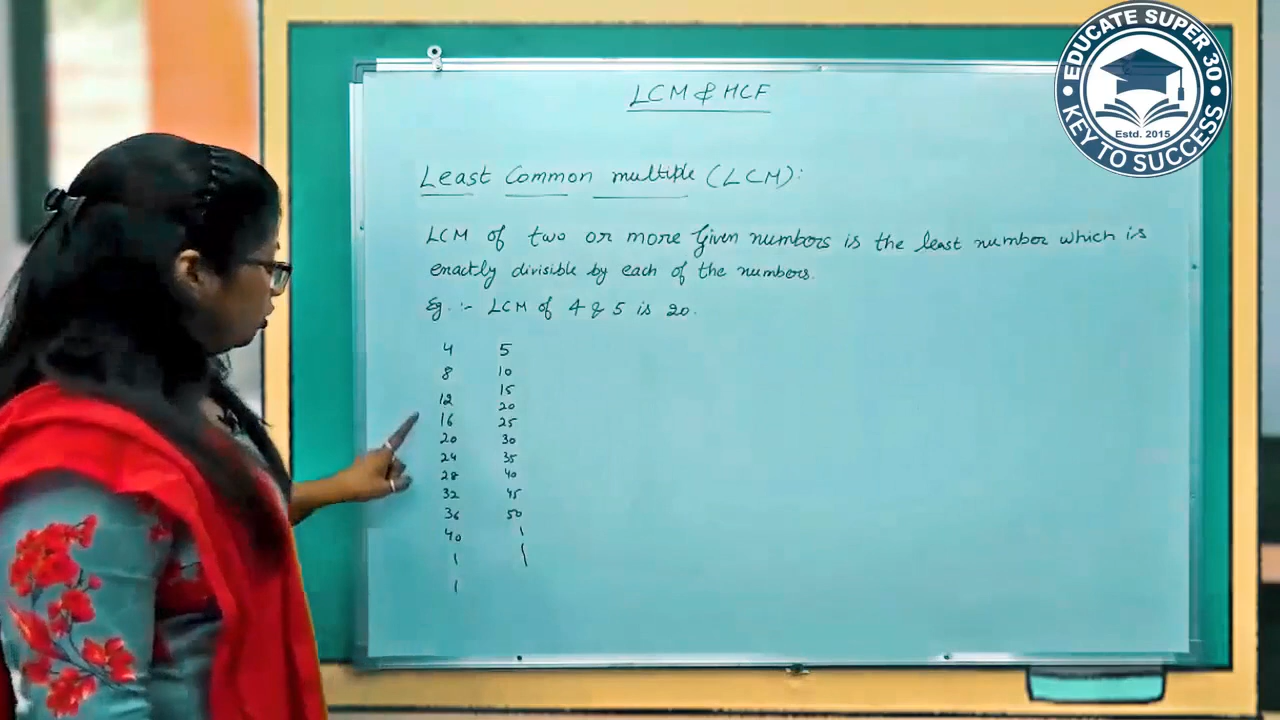 EDUCATE SUPER 30
Estd. 2015
KEY TO SUCCESS
LCM & HCF
Least Common multiple (LCM):
LCM of two or more Given numbers is the least number which is
exactly divisible by each of the numbers.
Eg. :- LCM of 4 & 5 is 20.
4 5
8 10
12 15
16 20
20 25
24 30
28 35
32 40
36 45
40 50